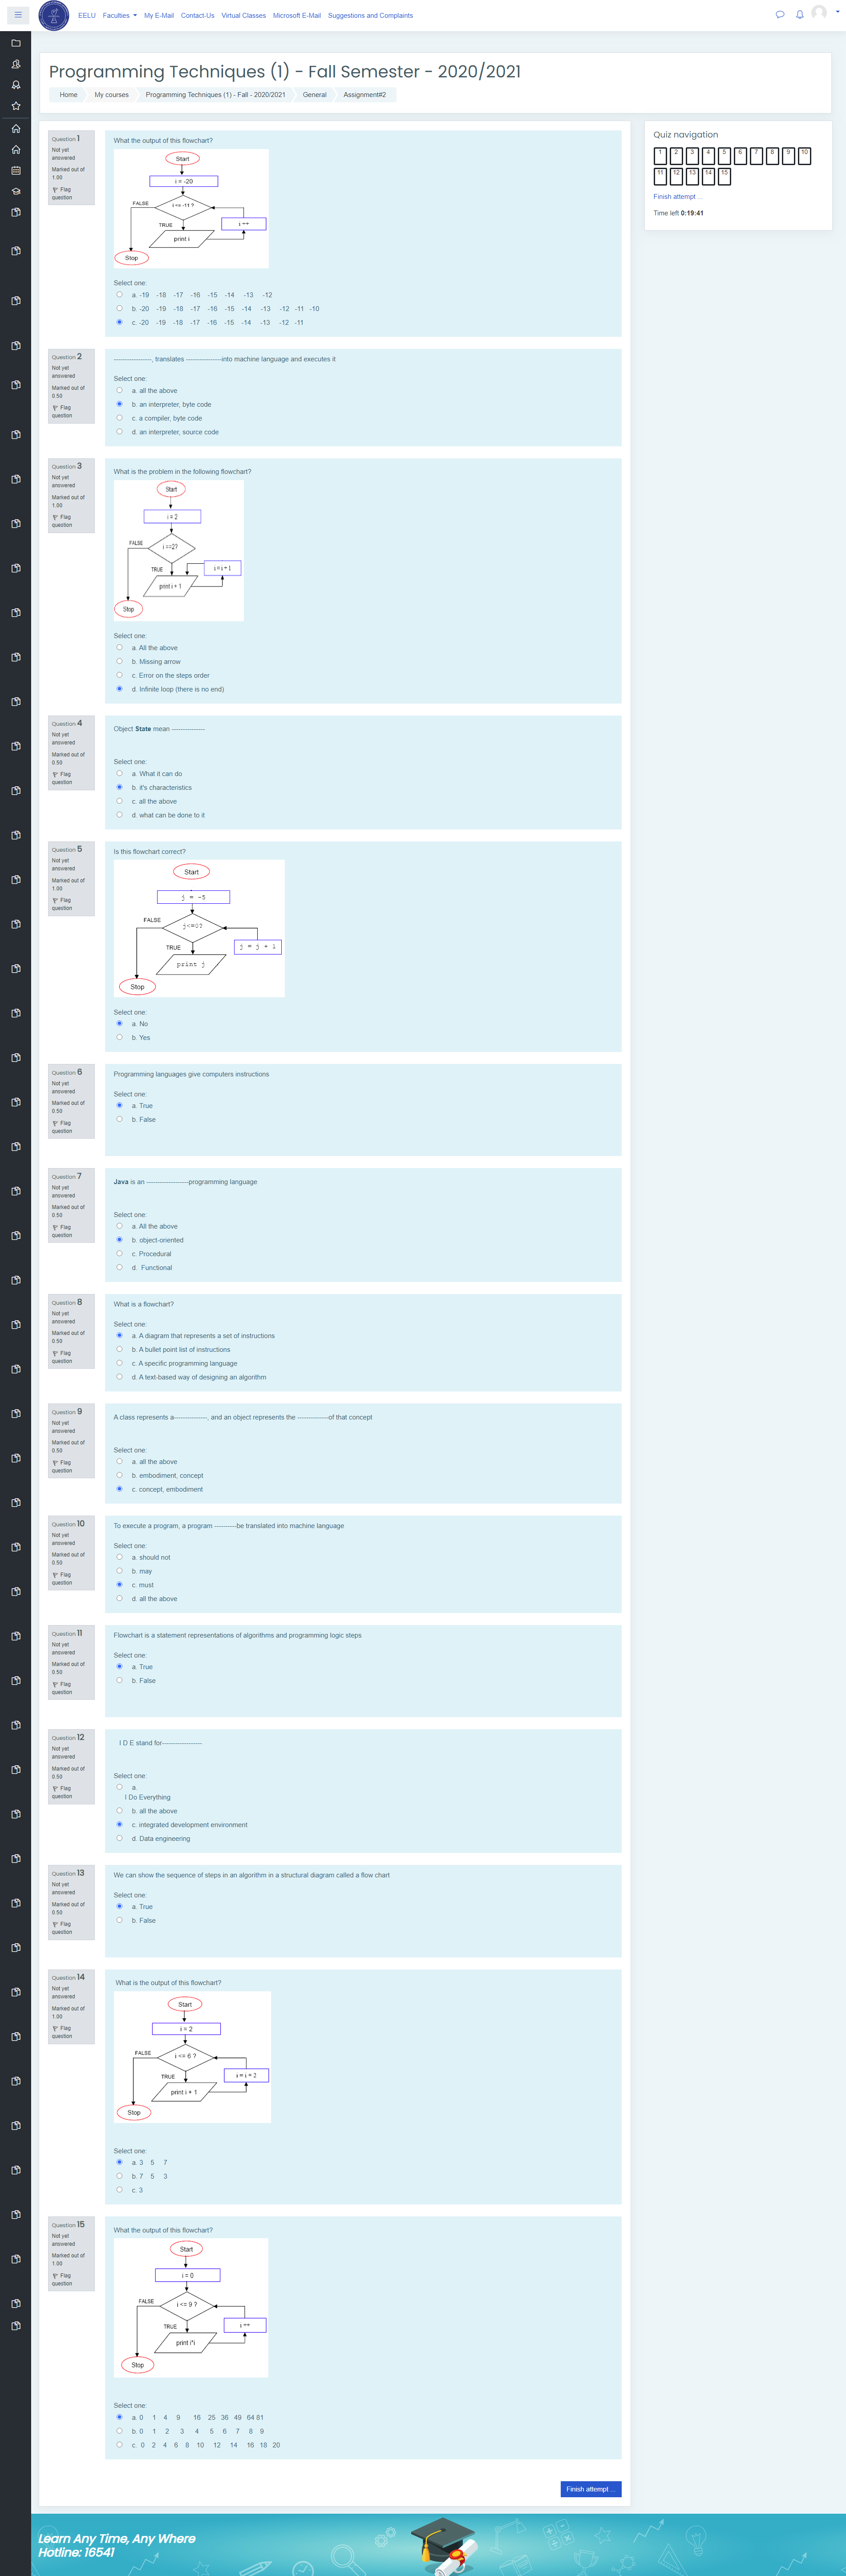 EELU Faculties My E-Mail Contact-Us Virtual Classes Microsoft E.Mail Suggestions and Complaints
Programming Techniques (1) - Fall Semester - 2020/2021
Home My courses Programming Techniques (1) - Fall - 2020/2021 General Assignment#2
Quiz navigation
1 2 3 4 5 6 7 8 9 10
11 12 13 14 15
Finish attempt ...
Time left 0:19:41
Question 1
Not yet
answered
Marked out of
1.00
Flag
question
What the output of this flowchart?
Start
i = -20
FALSE
i <= -11 ?
i ++
TRUE
print i
Stop
Select one:
a. -19 -18 -17 -16 -15 -14 -13 -12
b. -20 -19 -18 -17 -16 -15 -14 -13 -12 -11 -10
c. -20 -19 -18 -17 -16 -15 -14 -13 -12 -11
Question 2
Not yet
answered
Marked out of
0.50
Flag
question
-----------------, translates ----------------into machine language and executes it
Select one:
a. all the above
b. an interpreter, byte code
c. a compiler, byte code
d. an interpreter, source code
Question 3
Not yet
answered
Marked out of
1.00
Flag
question
What is the problem in the following flowchart?
Start
i = 2
FALSE
i ==2?
TRUE
i = i + 1
print i + 1
Stop
Select one:
a. All the above
b. Missing arrow
c. Error on the steps order
d. Infinite loop (there is no end)
Question 4
Not yet
answered
Marked out of
0.50
Flag
question
Object State mean ---------------
Select one:
a. What it can do
b. it's characteristics
c. all the above
d. what can be done to it
Question 5
Not yet
answered
Marked out of
1.00
Flag
question
Is this flowchart correct?
Start
j = -5
FALSE
j<=0?
TRUE
j = j + 1
print j
Stop
Select one:
a. No
b. Yes
Question 6
Not yet
answered
Marked out of
0.50
Flag
question
Programming languages give computers instructions
Select one:
a. True
b. False
Question 7
Not yet
answered
Marked out of
0.50
Flag
question
Java is an -------------------programming language
Select one:
a. All the above
b. object-oriented
c. Procedural
d. Functional
Question 8
Not yet
answered
Marked out of
0.50
Flag
question
What is a flowchart?
Select one:
a. A diagram that represents a set of instructions
b. A bullet point list of instructions
c. A specific programming language
d. A text-based way of designing an algorithm
Question 9
Not yet
answered
Marked out of
0.50
Flag
question
A class represents a---------------, and an object represents the --------------of that concept
Select one:
a. all the above
b. embodiment, concept
c. concept, embodiment
Question 10
Not yet
answered
Marked out of
0.50
Flag
question
To execute a program, a program ----------be translated into machine language
Select one:
a. should not
b. may
c. must
d. all the above
Question 11
Not yet
answered
Marked out of
0.50
Flag
question
Flowchart is a statement representations of algorithms and programming logic steps
Select one:
a. True
b. False
Question 12
Not yet
answered
Marked out of
0.50
Flag
question
I D E stand for------------------
Select one:
a.
I Do Everything
b. all the above
c. integrated development environment
d. Data engineering
Question 13
Not yet
answered
Marked out of
0.50
Flag
question
We can show the sequence of steps in an algorithm in a structural diagram called a flow chart
Select one:
a. True
b. False
Question 14
Not yet
answered
Marked out of
1.00
Flag
question
What is the output of this flowchart?
Start
i = 2
FALSE
i <= 6 ?
TRUE
i = i + 2
print i + 1
Stop
Select one:
a. 3 5 7
b. 7 5 3
c. 3
Question 15
Not yet
answered
Marked out of
1.00
Flag
question
What the output of this flowchart?
Start
i = 0
FALSE
i <= 9 ?
TRUE
i ++
print i*i
Stop
Select one:
a. 0 1 4 9 16 25 36 49 64 81
b. 0 1 2 3 4 5 6 7 8 9
c. 0 2 4 6 8 10 12 14 16 18 20
Finish attempt ...
Learn Any Time, Any Where
Hotline: 16541